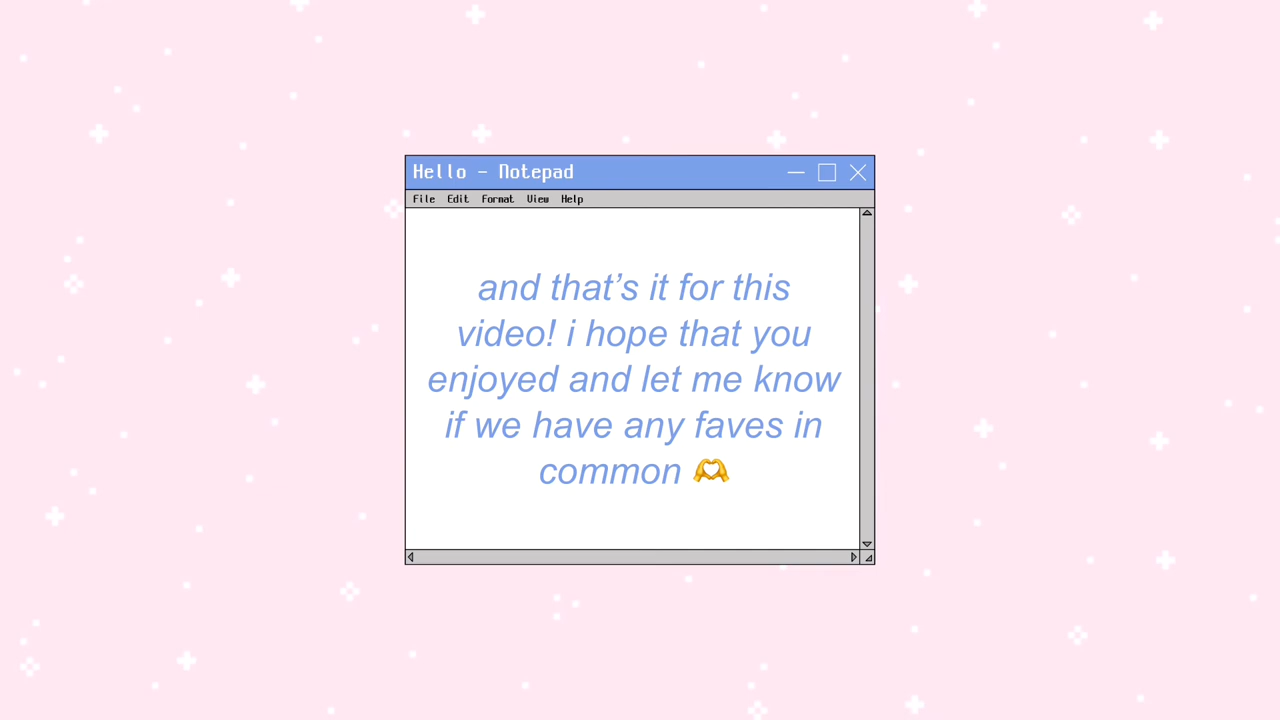 Hello - Notepad
File Edit Format View Help
and that’s it for this
video! i hope that you
enjoyed and let me know
if we have any faves in
common 🫶